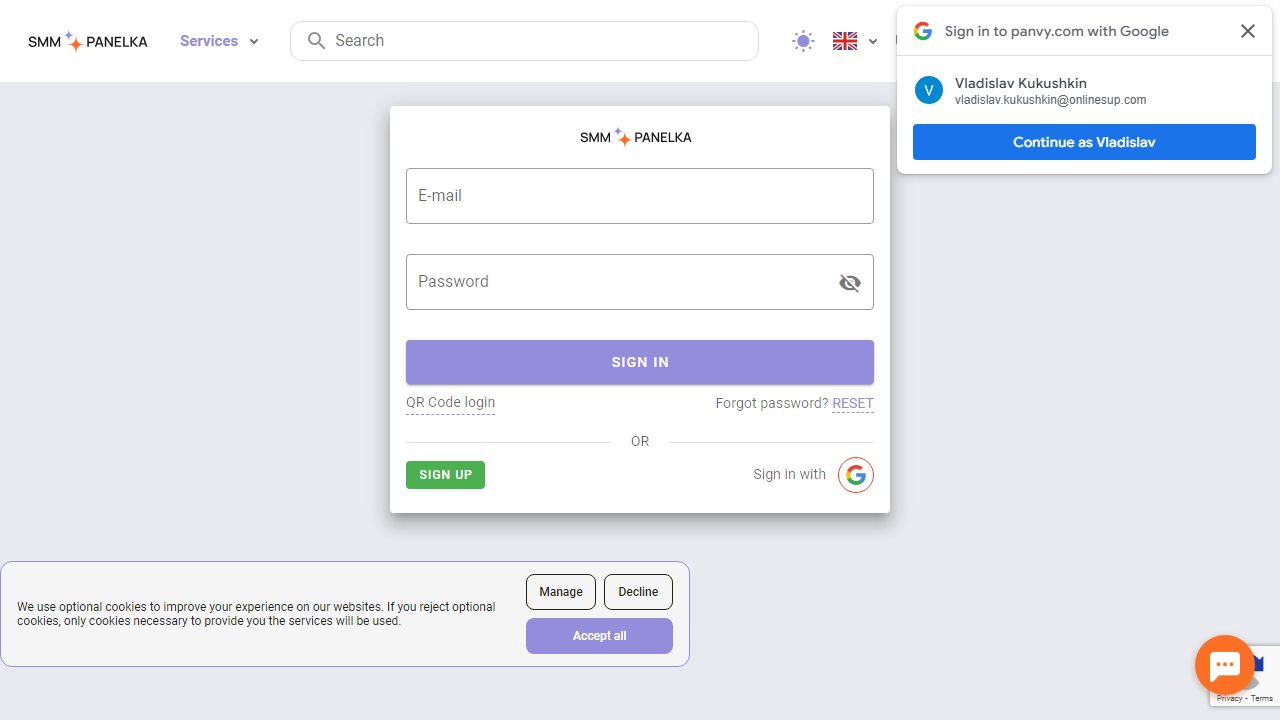 SMM PANELKA
Services
Search
Sign in to panvy.com with Google
V
Vladislav Kukushkin
vladislav.kukushkin@onlinesup.com
Continue as Vladislav
SMM PANELKA
E-mail
Password
SIGN IN
QR Code login
Forgot password? RESET
OR
SIGN UP
Sign in with
We use optional cookies to improve your experience on our websites. If you reject optional
cookies, only cookies necessary to provide you the services will be used.
Manage
Decline
Accept all
Privacy - Terms